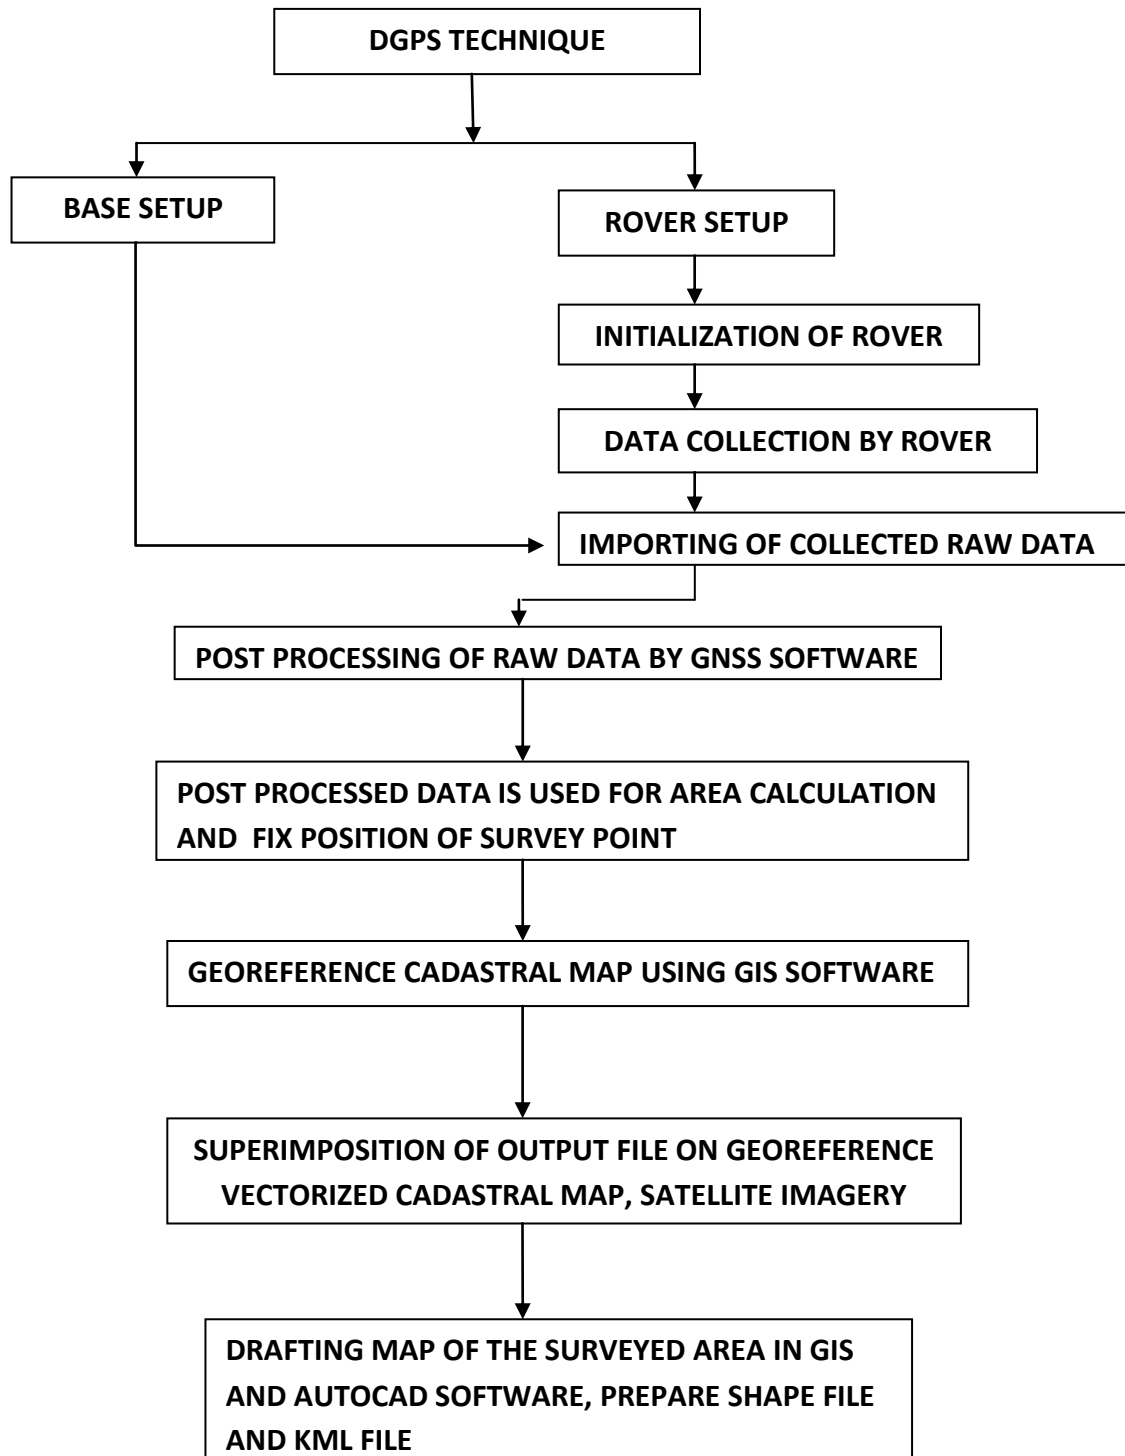 DGPS TECHNIQUE
BASE SETUP
ROVER SETUP
INITIALIZATION OF ROVER
DATA COLLECTION BY ROVER
IMPORTING OF COLLECTED RAW DATA
POST PROCESSING OF RAW DATA BY GNSS SOFTWARE
POST PROCESSED DATA IS USED FOR AREA CALCULATION
AND FIX POSITION OF SURVEY POINT
GEOREFERENCE CADASTRAL MAP USING GIS SOFTWARE
SUPERIMPOSITION OF OUTPUT FILE ON GEOREFERENCE
VECTORIZED CADASTRAL MAP, SATELLITE IMAGERY
DRAFTING MAP OF THE SURVEYED AREA IN GIS
AND AUTOCAD SOFTWARE, PREPARE SHAPE FILE
AND KML FILE